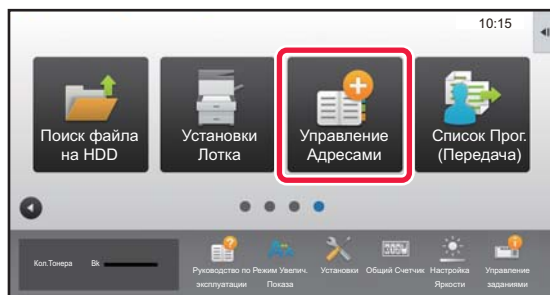 10:15
Поиск файла
на HDD
Установки
Лотка
Управление
Адресами
Список Прог.
(Передача)
Кол.Тонера Bk
Руководство по
эксплуатации
Режим Увелич.
Показа
Установки
Общий Счетчик
Настройка
Яркости
Управление
заданиями